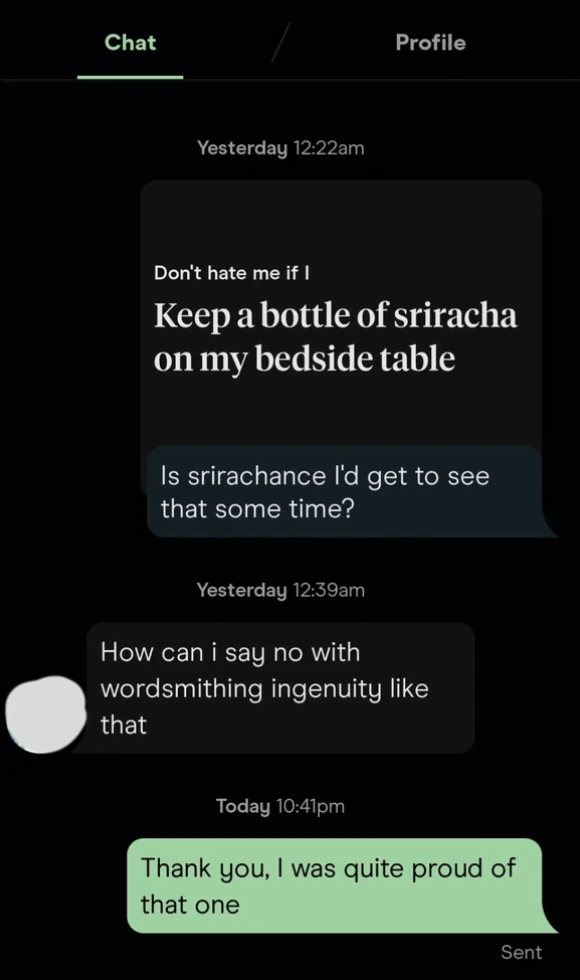 Chat / Profile
Yesterday 12:22am
Don't hate me if I
Keep a bottle of sriracha
on my bedside table
Is srirachance I'd get to see
that some time?
Yesterday 12:39am
How can i say no with
wordsmithing ingenuity like
that
Today 10:41pm
Thank you, I was quite proud of
that one
Sent